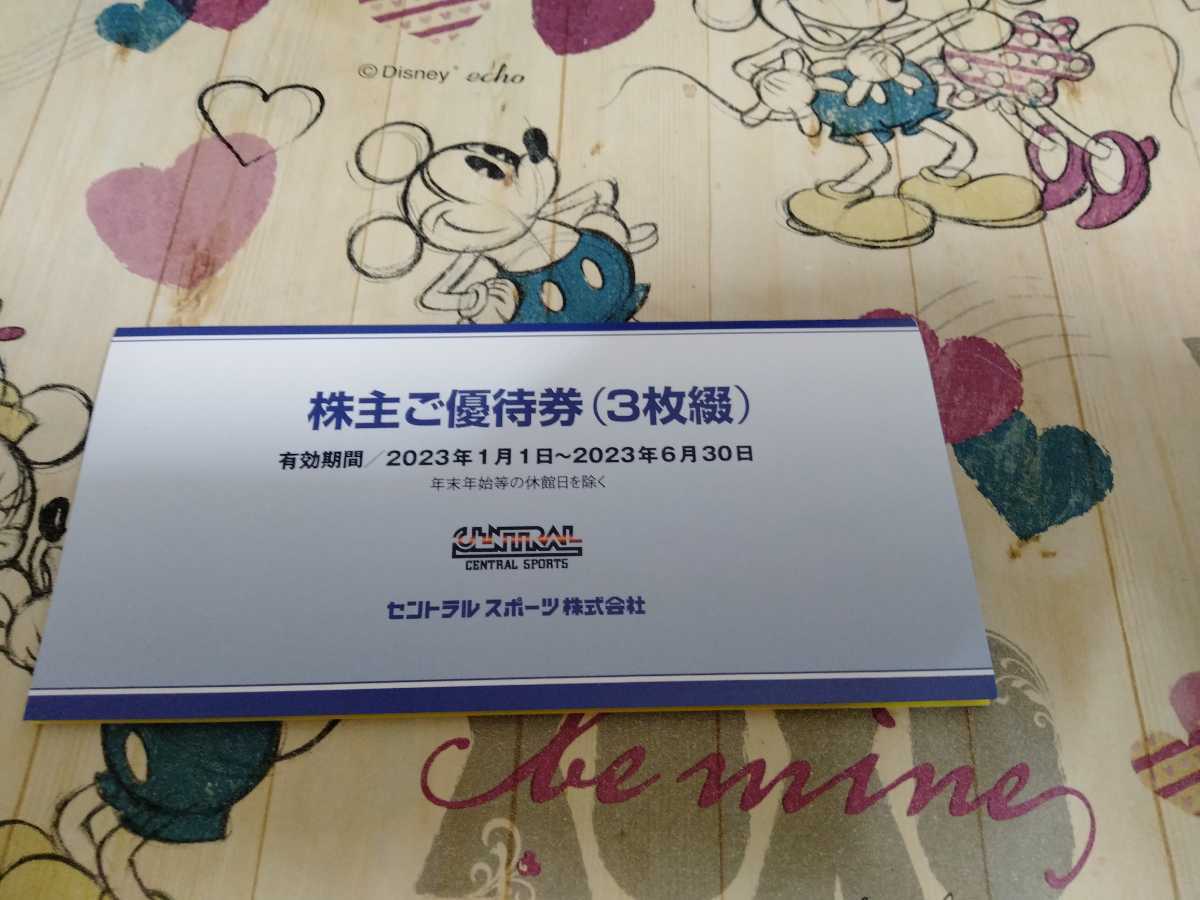 ©Disney echo
株主ご優待券(3枚綴)
有効期間／2023年1月1日～2023年6月30日
年末年始等の休館日を除く
CENTRAL
CENTRAL SPORTS
セントラルスポーツ株式会社
be mine